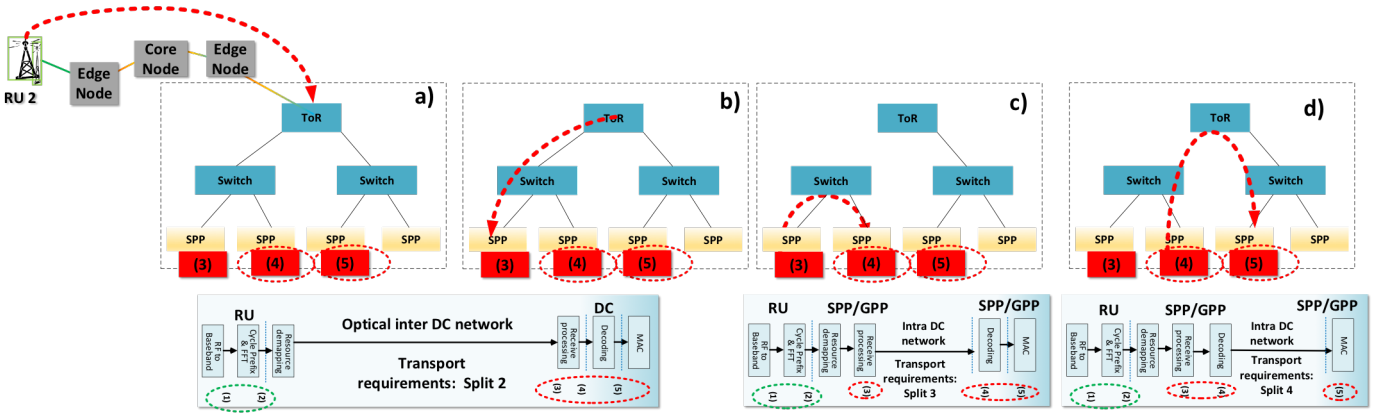 RU 2
Edge
Node
Core
Node
Edge
Node
a)
ToR
Switch
Switch
SPP
SPP
SPP
SPP
(3)
(4)
(5)
b)
ToR
Switch
Switch
SPP
SPP
SPP
SPP
(3)
(4)
(5)
c)
ToR
Switch
Switch
SPP
SPP
SPP
SPP
(3)
(4)
(5)
d)
ToR
Switch
Switch
SPP
SPP
SPP
SPP
(3)
(4)
(5)
RU
Optical inter DC network
DC
RF to
Baseband
Cycle Prefix
& FFT
Resource
demapping
Receive
processing
Decoding
MAC
Transport
requirements: Split 2
(1)
(2)
(3)
(4)
(5)
RU
SPP/GPP
SPP/GPP
RF to
Baseband
Cycle Prefix
& FFT
Resource
demapping
Receive
processing
Intra DC
network
Decoding
MAC
Transport
requirements:
Split 3
(1)
(2)
(3)
(4)
(5)
RU
SPP/GPP
SPP/GPP
RF to
Baseband
Cycle Prefix
& FFT
Resource
demapping
Receive
processing
Decoding
Intra DC
network
MAC
Transport
requirements:
Split 4
(1)
(2)
(3)
(4)
(5)